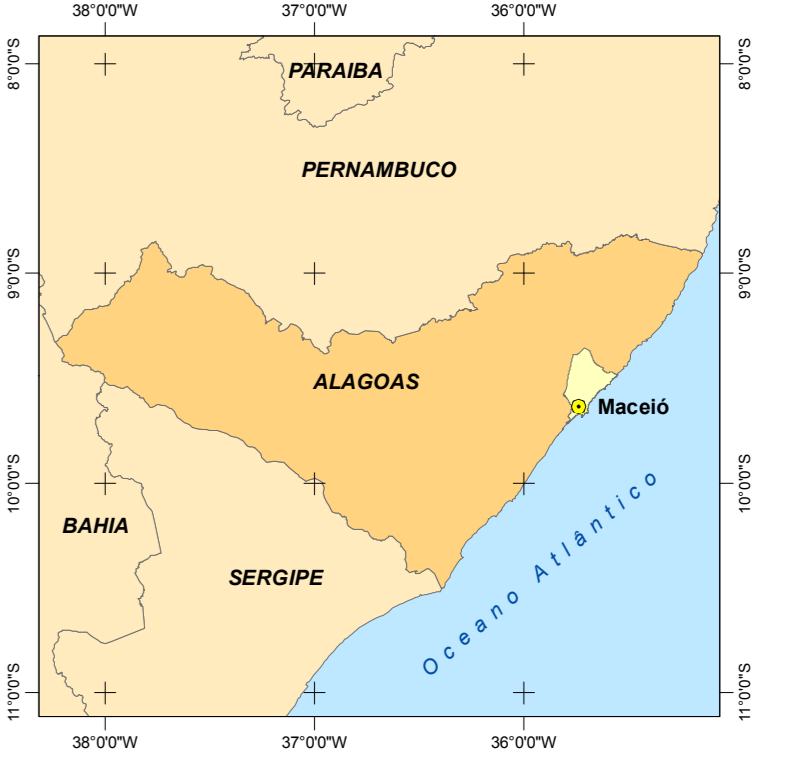 38°0'0"W 37°0'0"W 36°0'0"W
8°0'0"S 8°0'0"S
PARAIBA
PERNAMBUCO
9°0'0"S 9°0'0"S
ALAGOAS
Maceió
10°0'0"S 10°0'0"S
BAHIA
SERGIPE
Oceano Atlântico
11°0'0"S 11°0'0"S
38°0'0"W 37°0'0"W 36°0'0"W